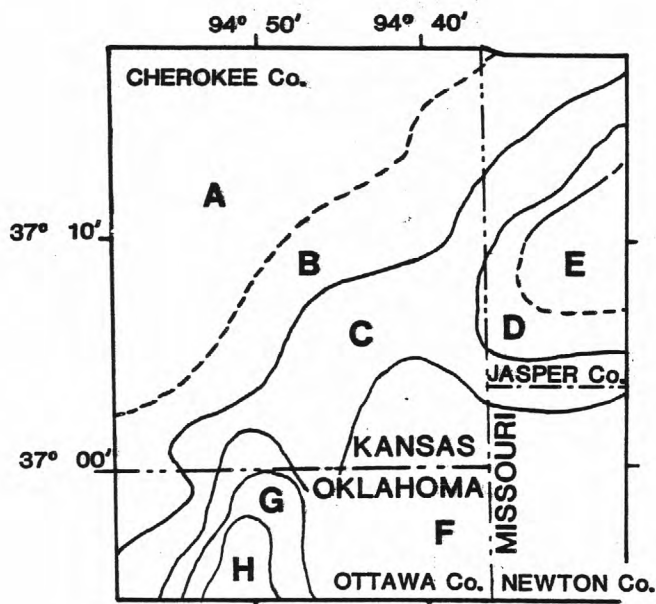 94° 50' 94° 40'
CHEROKEE Co.
A
37° 10'
B
E
C
D
JASPER Co.
KANSAS
37° 00'
OKLAHOMA
MISSOURI
G
F
H
OTTAWA Co. NEWTON Co.